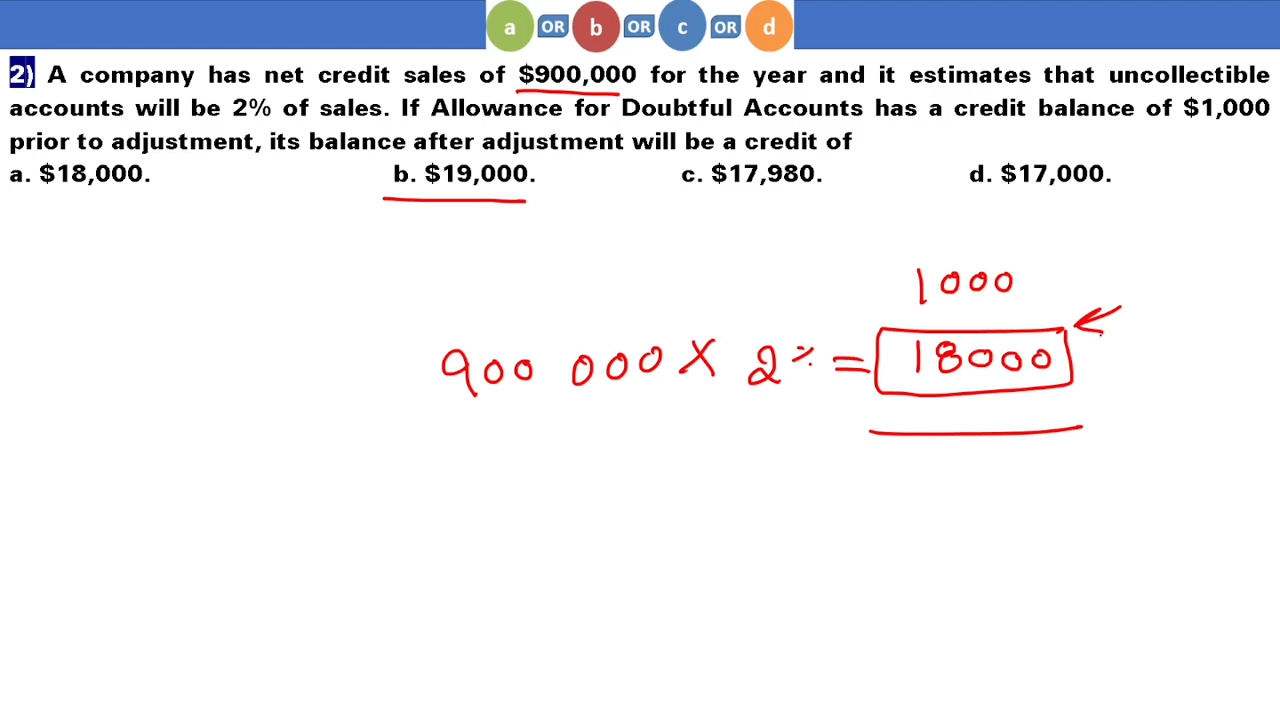 a OR b OR c OR d
2) A company has net credit sales of $900,000 for the year and it estimates that uncollectible
accounts will be 2% of sales. If Allowance for Doubtful Accounts has a credit balance of $1,000
prior to adjustment, its balance after adjustment will be a credit of
a. $18,000. b. $19,000. c. $17,980. d. $17,000.
1000
900 000 X 2% = 18000